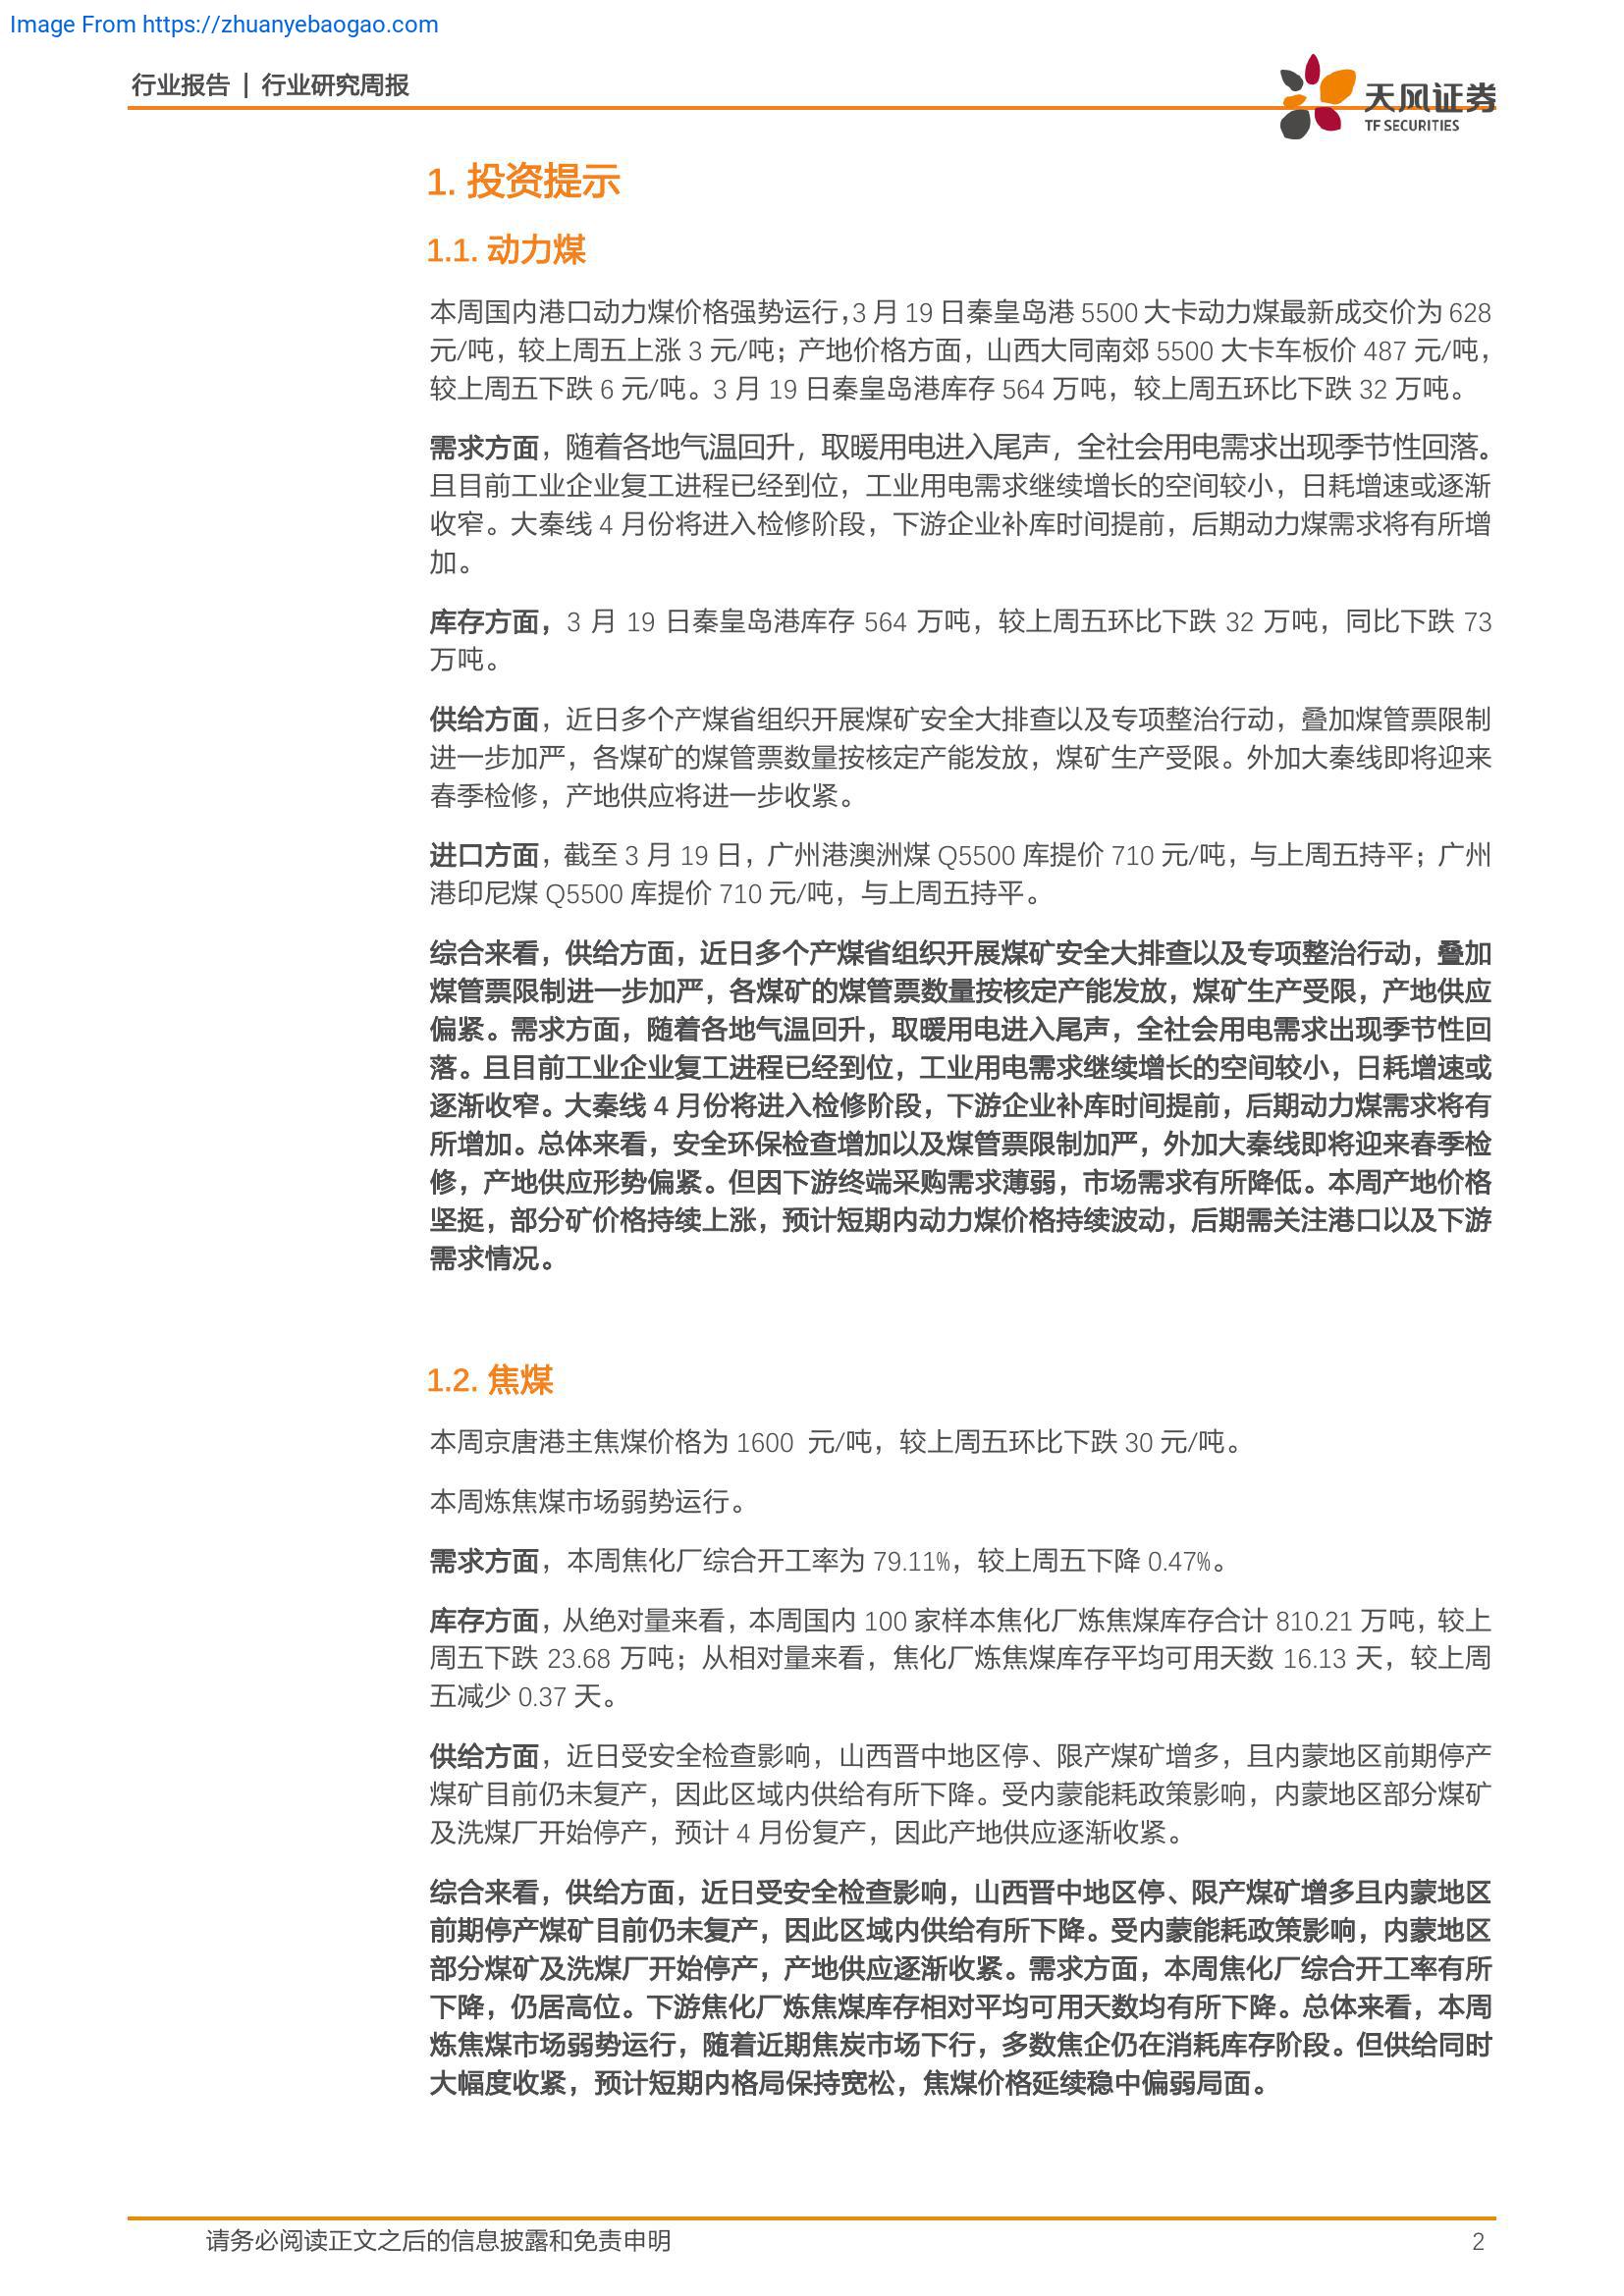 Image From https://zhuanyebaogao.com
行业报告 | 行业研究周报
天风证券
TF SECURITIES
1. 投资提示
1.1. 动力煤
本周国内港口动力煤价格强势运行，3 月 19 日秦皇岛港 5500 大卡动力煤最新成交价为 628
元/吨，较上周五上涨 3 元/吨；产地价格方面，山西大同南郊 5500 大卡车板价 487 元/吨，
较上周五下跌 6 元/吨。3 月 19 日秦皇岛港库存 564 万吨，较上周五环比下跌 32 万吨。
需求方面，随着各地气温回升，取暖用电进入尾声，全社会用电需求出现季节性回落。
且目前工业企业复工进程已经到位，工业用电需求继续增长的空间较小，日耗增速或逐渐
收窄。大秦线 4 月份将进入检修阶段，下游企业补库时间提前，后期动力煤需求将有所增
加。
库存方面，3 月 19 日秦皇岛港库存 564 万吨，较上周五环比下跌 32 万吨，同比下跌 73
万吨。
供给方面，近日多个产煤省组织开展煤矿安全大排查以及专项整治行动，叠加煤管票限制
进一步加严，各煤矿的煤管票数量按核定产能发放，煤矿生产受限。外加大秦线即将迎来
春季检修，产地供应将进一步收紧。
进口方面，截至 3 月 19 日，广州港澳洲煤 Q5500 库提价 710 元/吨，与上周五持平；广州
港印尼煤 Q5500 库提价 710 元/吨，与上周五持平。
综合来看，供给方面，近日多个产煤省组织开展煤矿安全大排查以及专项整治行动，叠加
煤管票限制进一步加严，各煤矿的煤管票数量按核定产能发放，煤矿生产受限，产地供应
偏紧。需求方面，随着各地气温回升，取暖用电进入尾声，全社会用电需求出现季节性回
落。且目前工业企业复工进程已经到位，工业用电需求继续增长的空间较小，日耗增速或
逐渐收窄。大秦线 4 月份将进入检修阶段，下游企业补库时间提前，后期动力煤需求将有
所增加。总体来看，安全环保检查增加以及煤管票限制加严，外加大秦线即将迎来春季检
修，产地供应形势偏紧。但因下游终端采购需求薄弱，市场需求有所降低。本周产地价格
坚挺，部分矿价格持续上涨，预计短期内动力煤价格持续波动，后期需关注港口以及下游
需求情况。
1.2. 焦煤
本周京唐港主焦煤价格为 1600 元/吨，较上周五环比下跌 30 元/吨。
本周炼焦煤市场弱势运行。
需求方面，本周焦化厂综合开工率为 79.11%，较上周五下降 0.47%。
库存方面，从绝对量来看，本周国内 100 家样本焦化厂炼焦煤库存合计 810.21 万吨，较上
周五下跌 23.68 万吨；从相对量来看，焦化厂炼焦煤库存平均可用天数 16.13 天，较上周
五减少 0.37 天。
供给方面，近日受安全检查影响，山西晋中地区停、限产煤矿增多，且内蒙地区前期停产
煤矿目前仍未复产，因此区域内供给有所下降。受内蒙能耗政策影响，内蒙地区部分煤矿
及洗煤厂开始停产，预计 4 月份复产，因此产地供应逐渐收紧。
综合来看，供给方面，近日受安全检查影响，山西晋中地区停、限产煤矿增多且内蒙地区
前期停产煤矿目前仍未复产，因此区域内供给有所下降。受内蒙能耗政策影响，内蒙地区
部分煤矿及洗煤厂开始停产，产地供应逐渐收紧。需求方面，本周焦化厂综合开工率有所
下降，仍居高位。下游焦化厂炼焦煤库存相对平均可用天数均有所下降。总体来看，本周
炼焦煤市场弱势运行，随着近期焦炭市场下行，多数焦企仍在消耗库存阶段。但供给同时
大幅度收紧，预计短期内格局保持宽松，焦煤价格延续稳中偏弱局面。
请务必阅读正文之后的信息披露和免责申明
2